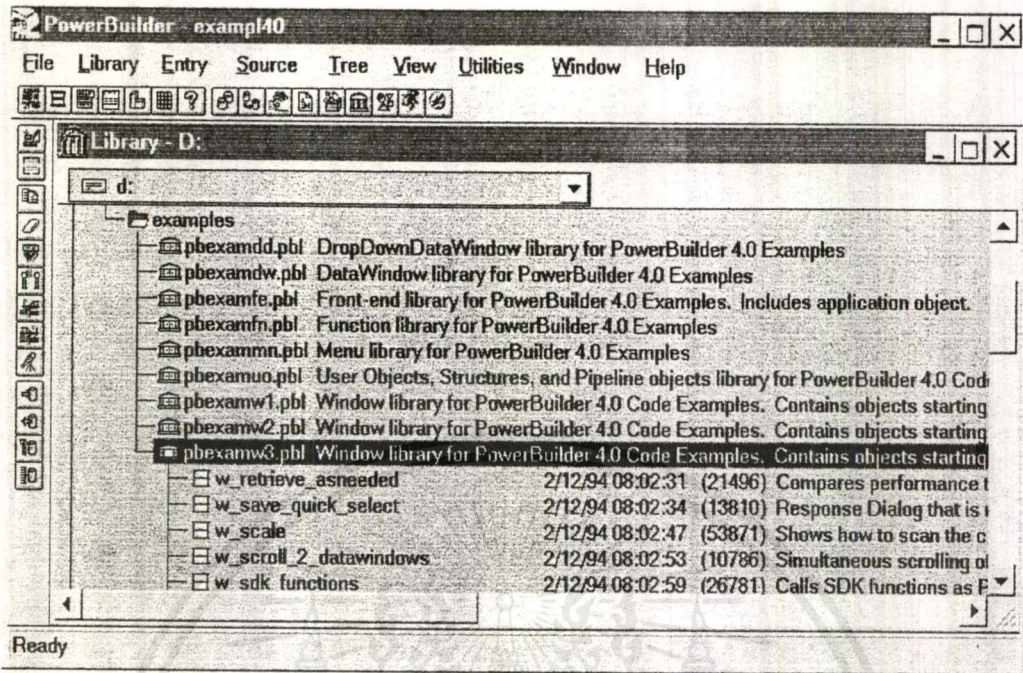 PowerBuilder - exampl40
File Library Entry Source Tree View Utilities Window Help
Library - D:
d:
examples
pbexamdd.pbl DropDownDataWindow library for PowerBuilder 4.0 Examples
pbexamdw.pbl DataWindow library for PowerBuilder 4.0 Examples
pbexamfe.pbl Front-end library for PowerBuilder 4.0 Examples. Includes application object.
pbexamfn.pbl Function library for PowerBuilder 4.0 Examples
pbexammn.pbl Menu library for PowerBuilder 4.0 Examples
pbexamuo.pbl User Objects, Structures, and Pipeline objects library for PowerBuilder 4.0 Cod
pbexamw1.pbl Window library for PowerBuilder 4.0 Code Examples. Contains objects starting
pbexamw2.pbl Window library for PowerBuilder 4.0 Code Examples. Contains objects starting
pbexamw3.pbl Window library for PowerBuilder 4.0 Code Examples. Contains objects starting
w_retrieve_asneeded 2/12/94 08:02:31 (21496) Compares performance t
w_save_quick_select 2/12/94 08:02:34 (13810) Response Dialog that is
w_scale 2/12/94 08:02:47 (53871) Shows how to scan the c
w_scroll_2_datawindows 2/12/94 08:02:53 (10786) Simultaneous scrolling of
w_sdk_functions 2/12/94 08:02:59 (26781) Calls SDK functions as P
Ready